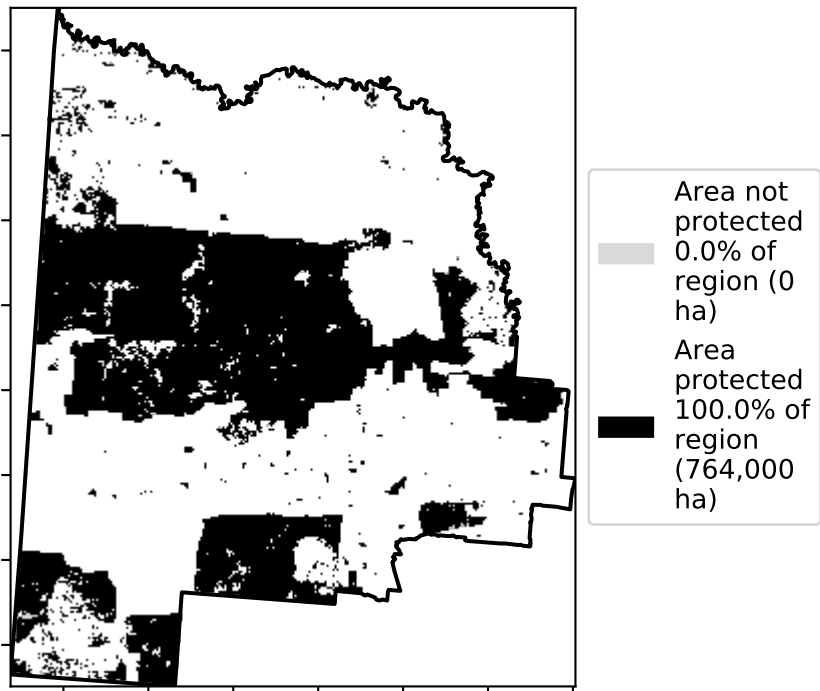 Area not
protected
0.0% of
region (0
ha)
Area
protected
100.0% of
region
(764,000
ha)